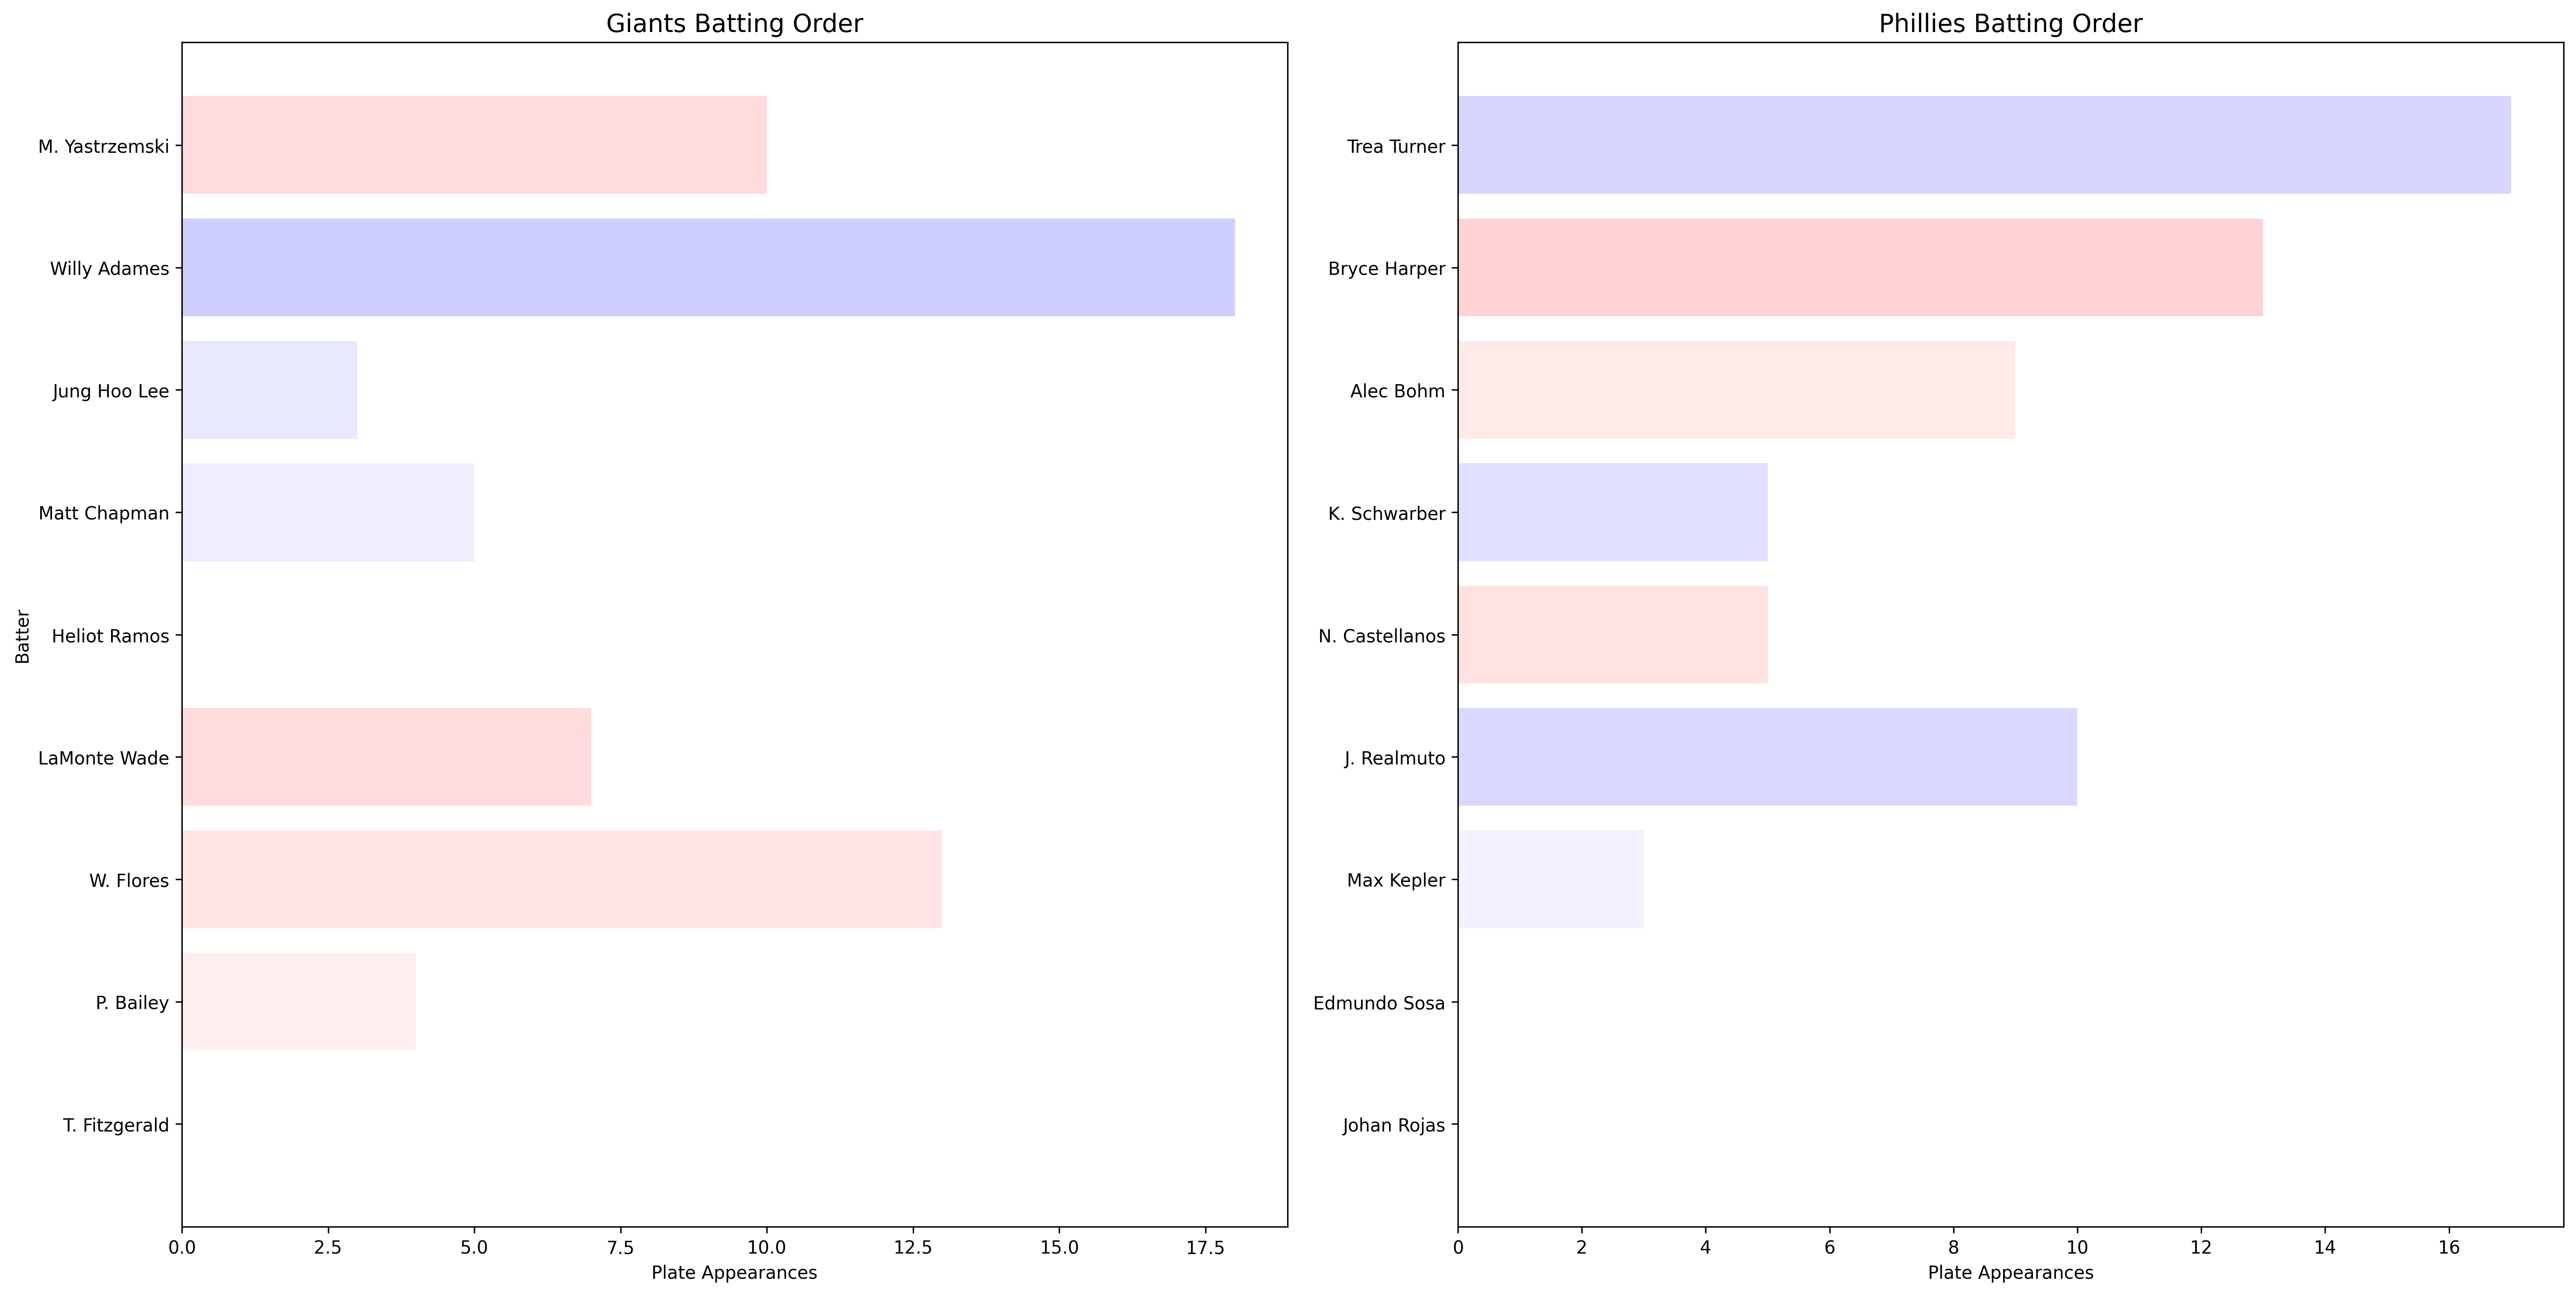 Giants Batting Order
Batter
M. Yastrzemski
Willy Adames
Jung Hoo Lee
Matt Chapman
Heliot Ramos
LaMonte Wade
W. Flores
P. Bailey
T. Fitzgerald
0.0 2.5 5.0 7.5 10.0 12.5 15.0 17.5
Plate Appearances
Phillies Batting Order
Trea Turner
Bryce Harper
Alec Bohm
K. Schwarber
N. Castellanos
J. Realmuto
Max Kepler
Edmundo Sosa
Johan Rojas
0 2 4 6 8 10 12 14 16
Plate Appearances